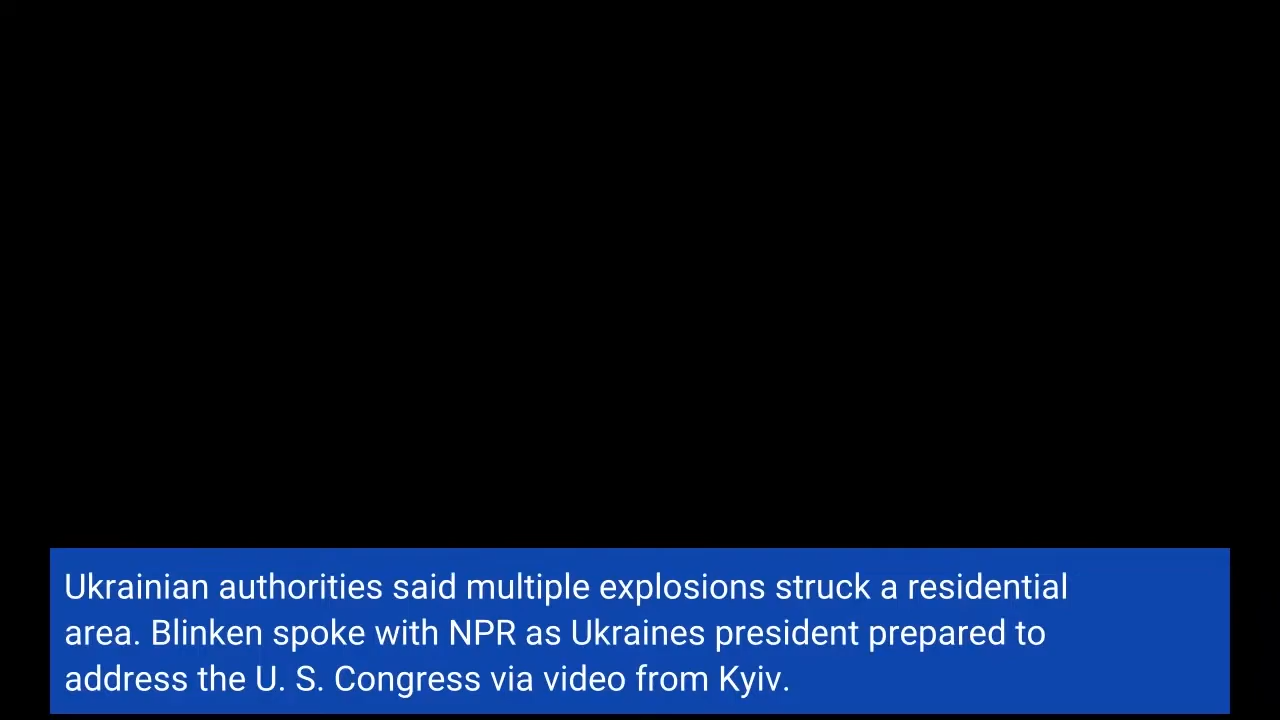 Ukrainian authorities said multiple explosions struck a residential
area. Blinken spoke with NPR as Ukraines president prepared to
address the U. S. Congress via video from Kyiv.